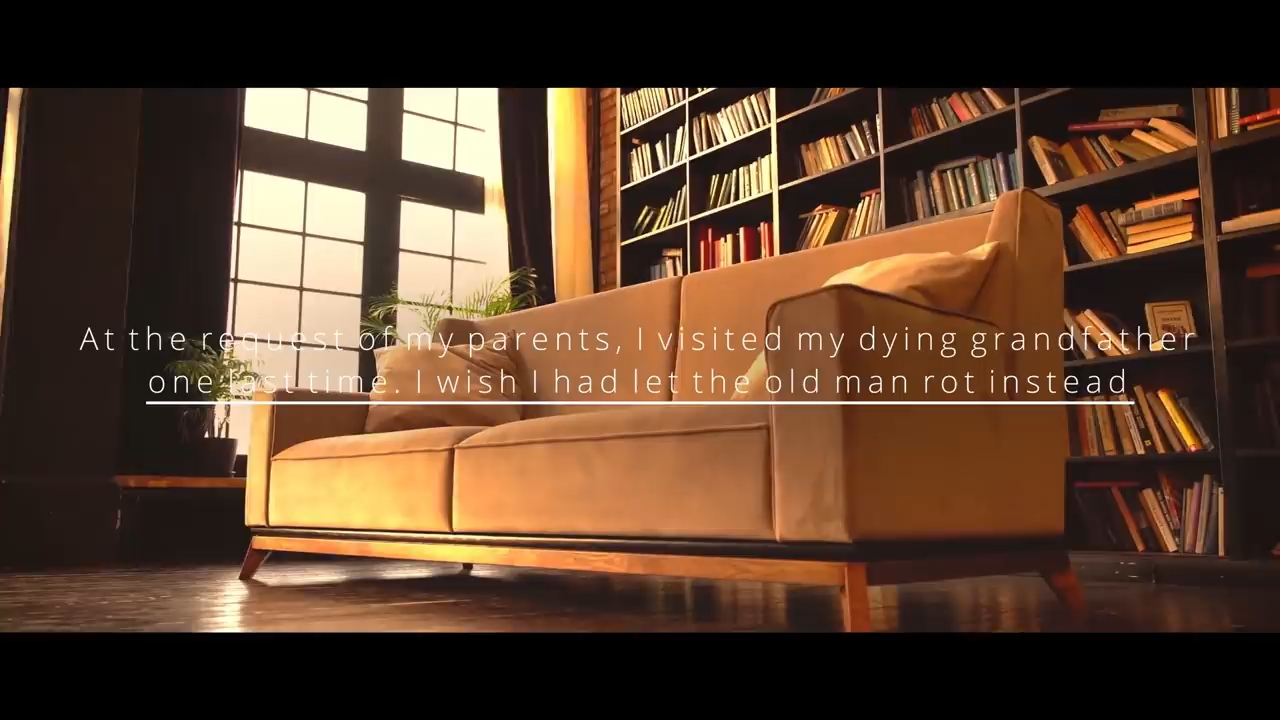 At the request of my parents, I visited my dying grandfather
one last time. I wish I had let the old man rot instead